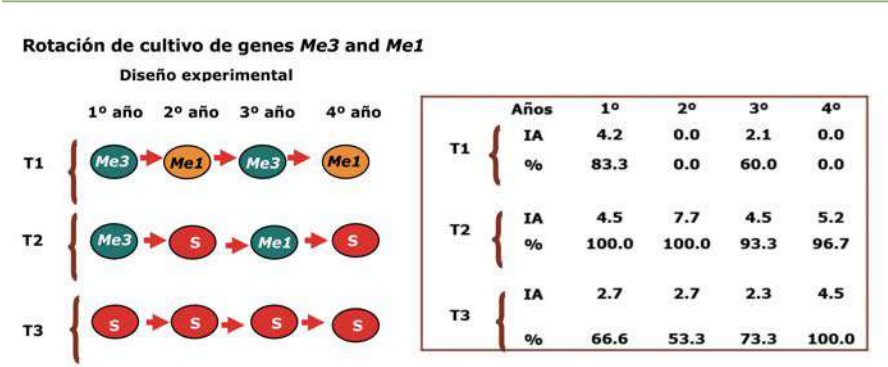 Rotación de cultivo de genes Me3 and Me1
Diseño experimental
1º año 2º año 3º año 4º año
T1 Me3 Me1 Me3 Me1
T2 Me3 S Me1 S
T3 S S S S
Años 1º 2º 3º 4º
T1
IA 4.2 0.0 2.1 0.0
% 83.3 0.0 60.0 0.0
T2
IA 4.5 7.7 4.5 5.2
% 100.0 100.0 93.3 96.7
T3
IA 2.7 2.7 2.3 4.5
% 66.6 53.3 73.3 100.0